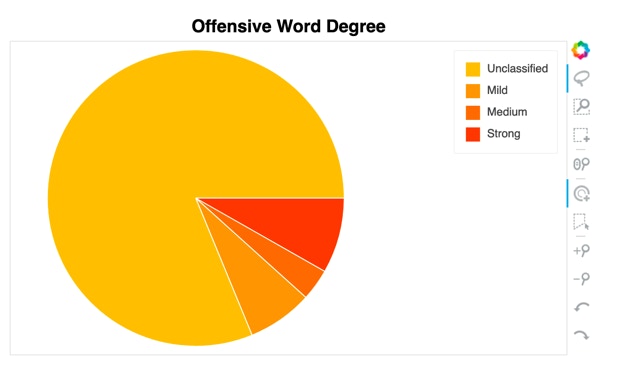 Offensive Word Degree
Unclassified
Mild
Medium
Strong